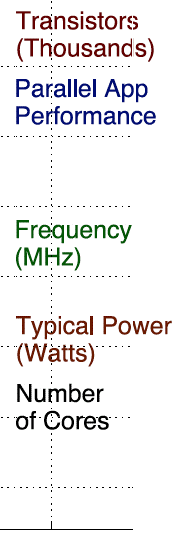 Transistors
(Thousands)
Parallel App
Performance
Frequency
(MHz)
Typical Power
(Watts)
Number
of Cores